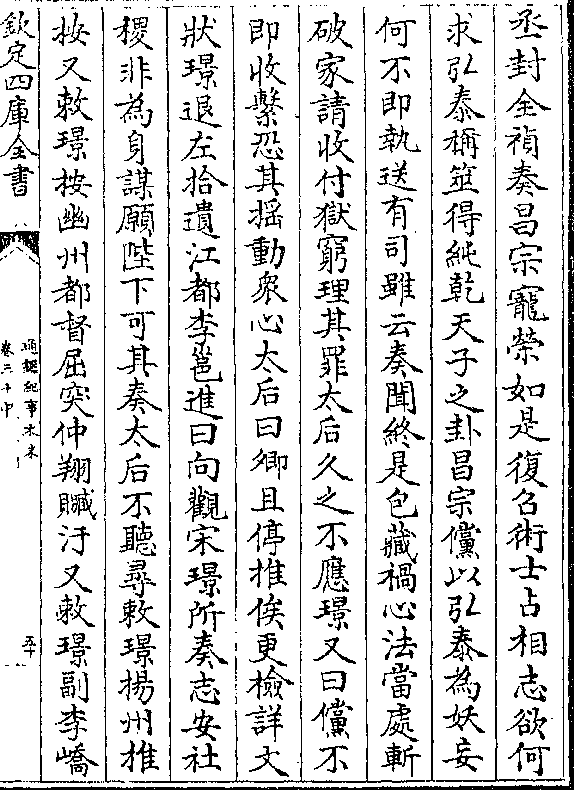 丞封全禎奏昌宗寵榮如是復召術士占相志欲何
求弘泰稱筮得純乾天子之卦昌宗儻以弘泰為妖妄
何不即執送有司雖云奏聞終是包藏禍心法當處斬
破家請收付獄窮理其罪太后久之不應璟又曰儻不
即收繫恐其揺動衆心太后曰卿且停推俟更檢詳文
狀璟退左拾遺江都李邕進曰向觀宋璟所奏志安社
稷非為身謀願陛下可其奏太后不聽尋敕璟揚州推
按又敕璟按幽州都督屈突仲翔贓汙又敕璟副李嶠
欽定四庫全書
通鑑紀事本末
卷三十中
五十